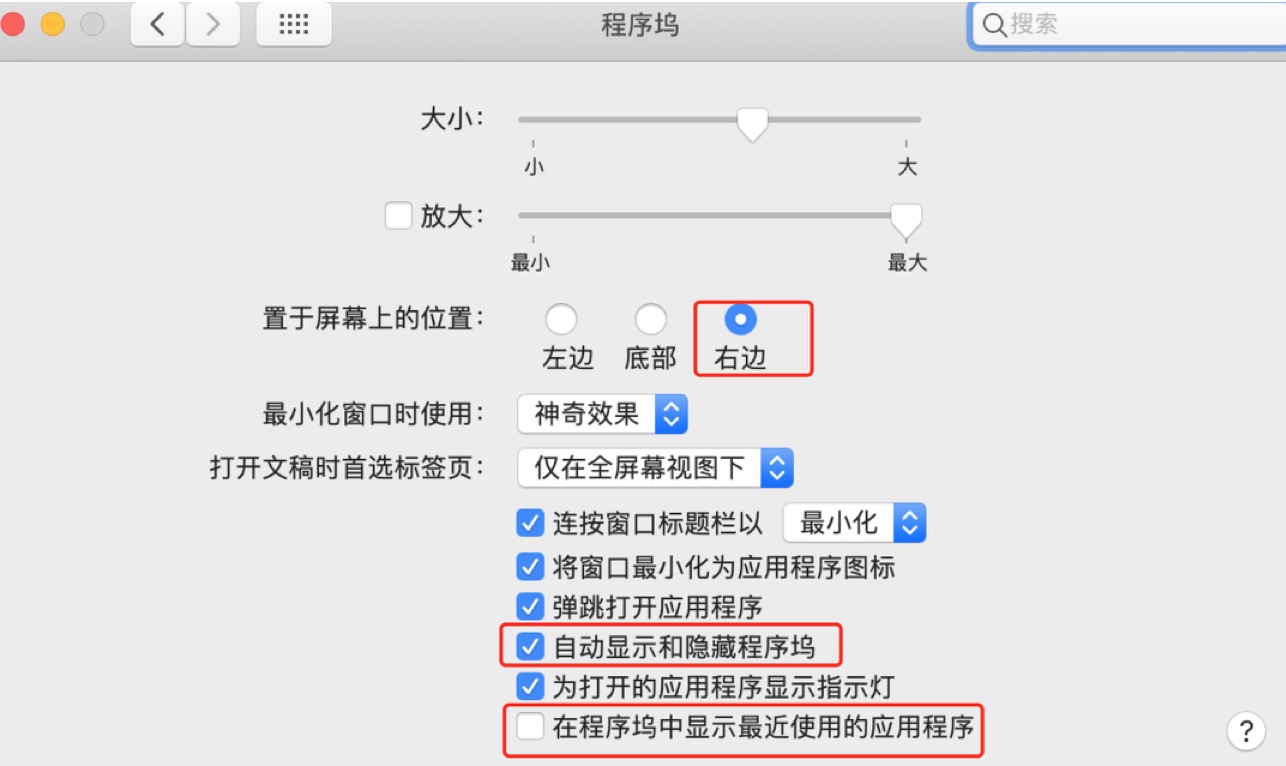 程序坞
搜索
大小：
小 大
放大：
最小 最大
置于屏幕上的位置：
左边 底部 右边
最小化窗口时使用： 神奇效果
打开文稿时首选标签页： 仅在全屏幕视图下
连按窗口标题栏以 最小化
将窗口最小化为应用程序图标
弹跳打开应用程序
自动显示和隐藏程序坞
为打开的应用程序显示指示灯
在程序坞中显示最近使用的应用程序
?